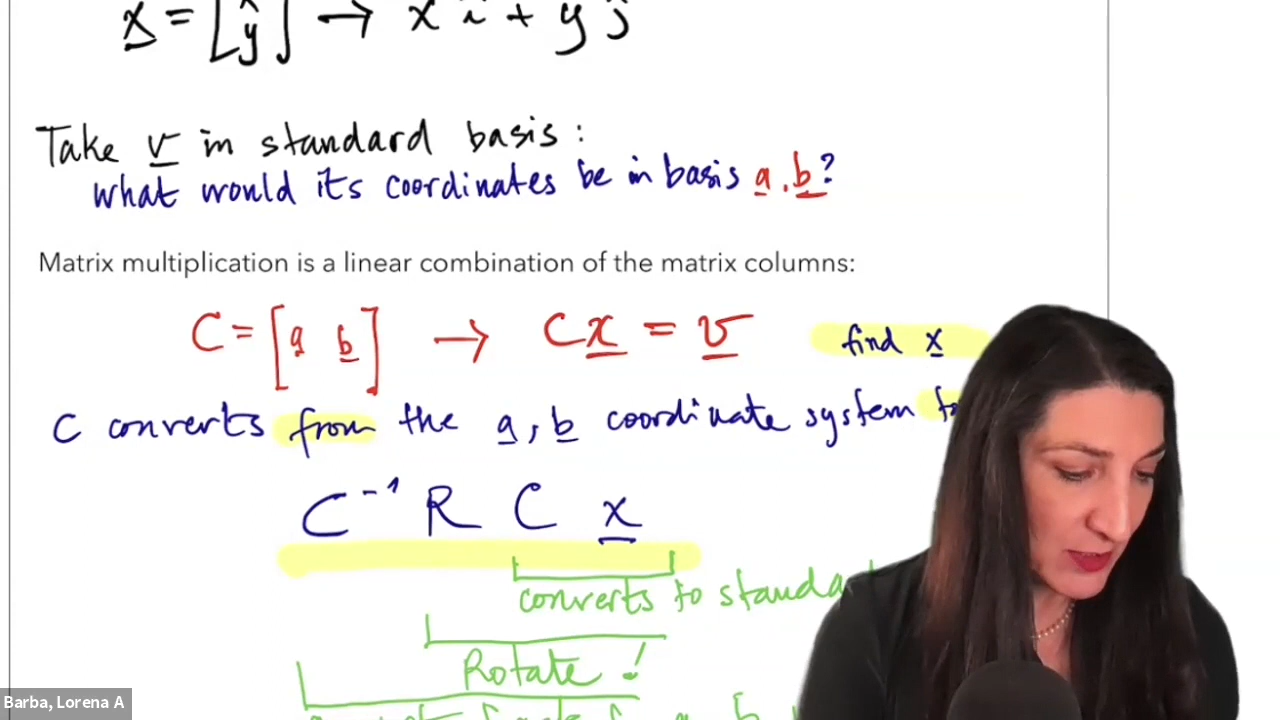 x = [x y] → x i + y j
Take v in standard basis:
what would its coordinates be in basis a, b?
Matrix multiplication is a linear combination of the matrix columns:
C = [a b] → C x = v find x
C converts from the a, b coordinate system to
C⁻¹ R C x
converts to standa
Rotate!
a b
Barba, Lorena A